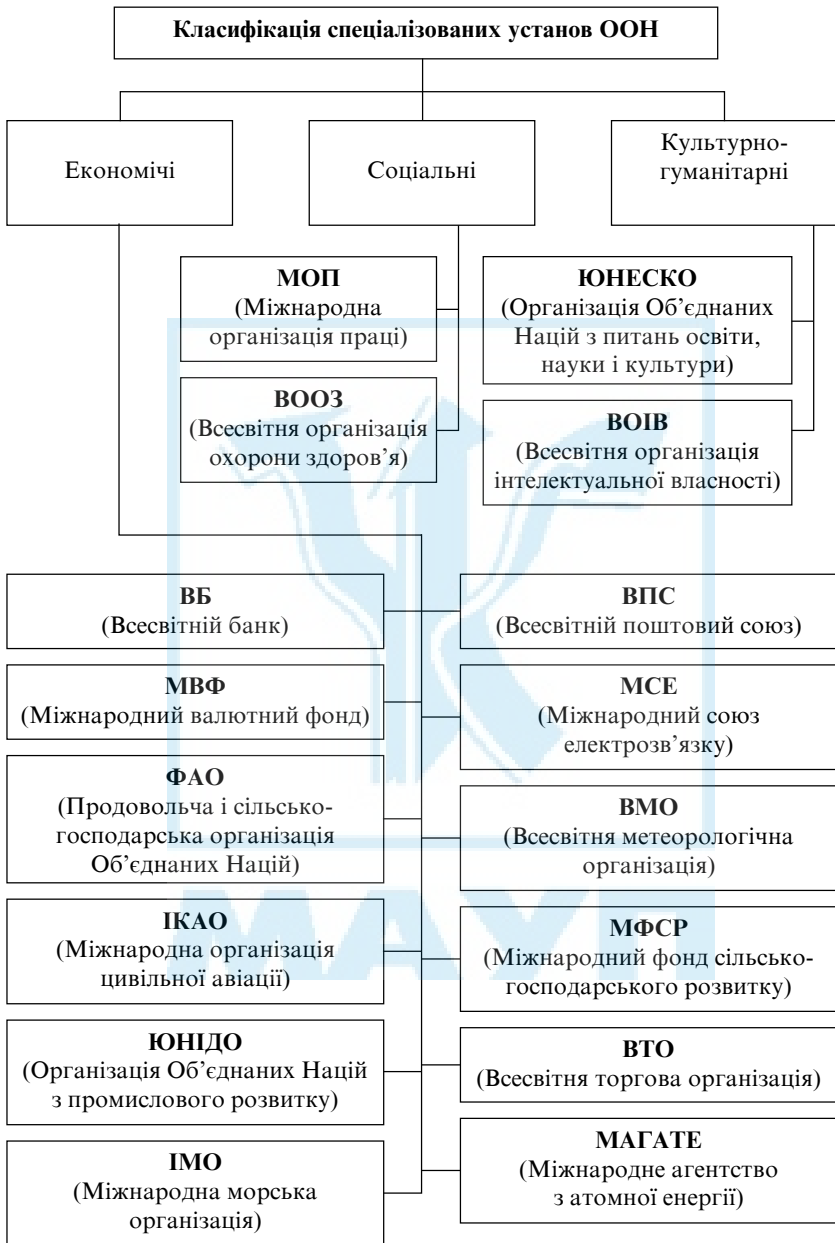 Класифікація спеціалізованих установ ООН
Економічі
Соціальні
Культурно-
гуманітарні
МОП
(Міжнародна
організація праці)
ВООЗ
(Всесвітня організація
охорони здоров’я)
ЮНЕСКО
(Організація Об’єднаних
Націй з питань освіти,
науки і культури)
ВОІВ
(Всесвітня організація
інтелектуальної власності)
ВБ
(Всесвітній банк)
МВФ
(Міжнародний валютний фонд)
ФАО
(Продовольча і сільсько-
господарська організація
Об’єднаних Націй)
ІКАО
(Міжнародна організація
цивільної авіації)
ЮНІДО
(Організація Об’єднаних Націй
з промислового розвитку)
ІМО
(Міжнародна морська
організація)
ВПС
(Всесвітній поштовий союз)
МСЕ
(Міжнародний союз
електрозв’язку)
ВМО
(Всесвітня метеорологічна
організація)
МФСР
(Міжнародний фонд сільсько-
господарського розвитку)
ВТО
(Всесвітня торгова організація)
МАГАТЕ
(Міжнародне агентство
з атомної енергії)
МАУП